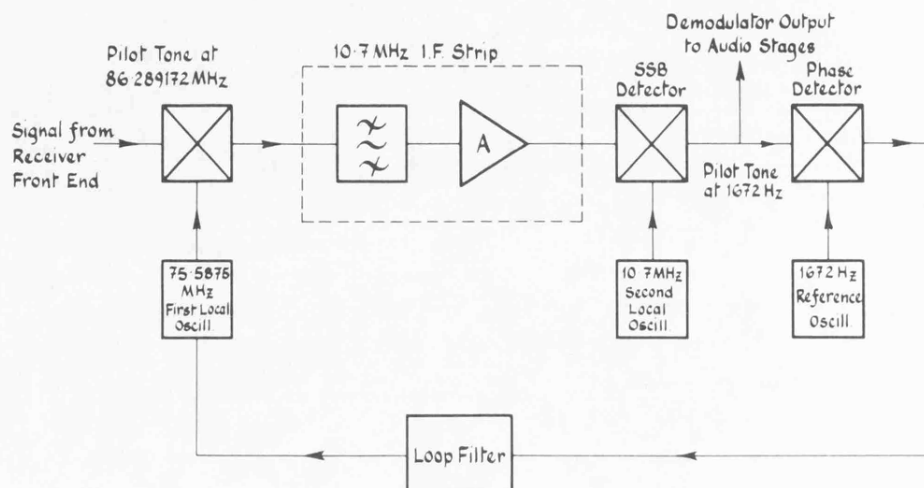 Pilot Tone at
86·289172 MHz
10·7 MHz I.F. Strip
Demodulator Output
to Audio Stages
SSB
Detector
Phase
Detector
Signal from
Receiver
Front End
A
Pilot Tone
at 1672 Hz
75·5875
MHz
First Local
Oscill.
10·7MHz
Second
Local
Oscill.
1672 Hz
Reference
Oscill.
Loop Filter